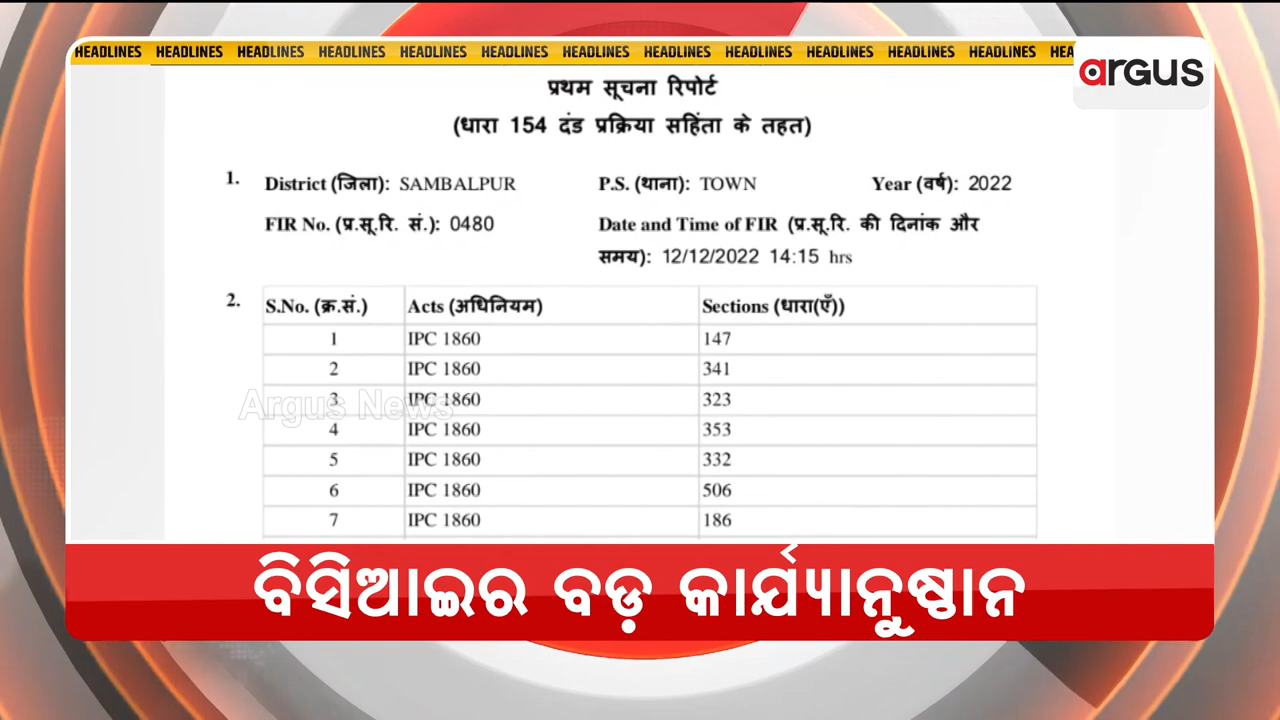 HEADLINES HEADLINES HEADLINES HEADLINES HEADLINES HEADLINES HEADLINES HEADLINES HEADLINES HEADLINES HEADLINES HEADLINES
argus
प्रथम सूचना रिपोर्ट
(धारा 154 दंड प्रक्रिया सहिंता के तहत)
1. District (जिला): SAMBALPUR P.S. (थाना): TOWN Year (वर्ष): 2022
FIR No. (प्र.सू.रि. सं.): 0480 Date and Time of FIR (प्र.सू.रि. की दिनांक और
समय): 12/12/2022 14:15 hrs
2. S.No. (क्र.सं.) Acts (अधिनियम) Sections (धारा(एँ))
1 IPC 1860 147
2 IPC 1860 341
3 IPC 1860 323
Argus News
4 IPC 1860 353
5 IPC 1860 332
6 IPC 1860 506
7 IPC 1860 186
ବିସିଆଇର ବଡ଼ କାର୍ଯ୍ୟାନୁଷ୍ଠାନ